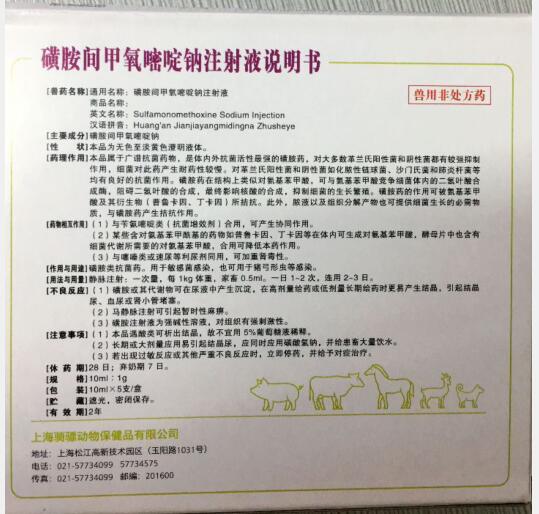 磺胺间甲氧嘧啶钠注射液说明书
兽用非处方药
[兽药名称]通用名称：磺胺间甲氧嘧啶钠注射液
商品名称：
英文名称：Sulfamonomethoxine Sodium Injection
汉语拼音：Huang'an Jianjiayangmidingna Zhusheye
[主要成分]磺胺间甲氧嘧啶钠
[性 状]本品为无色至淡黄色澄明液体。
[药理作用]本品属于广谱抗菌药物，是体内外抗菌活性最强的磺胺药，对大多数革兰氏阳性菌和阴性菌都有较强抑制
作用，细菌对此药产生耐药性较慢。对革兰氏阳性菌和阴性菌如化脓性链球菌、沙门氏菌和肺炎杆菌等
均有良好的抗菌作用。磺胺药在结构上类似对氨基苯甲酸，可与氨基苯甲酸竞争细菌体内的二氢叶酸合
成酶，阻碍二氢叶酸的合成，最终影响核酸的合成，抑制细菌的生长繁殖。磺胺药的作用可被氨基苯甲
酸及其衍生物（普鲁卡因、丁卡因）所拮抗。此外，脓液以及组织分解产物也可提供细菌生长的必需物
质，与磺胺药产生拮抗作用。
[药物相互作用]（1）与苄氨嘧啶类（抗菌增效剂）合用，可产生协同作用。
（2）某些含对氨基苯甲酰基的药物如普鲁卡因、丁卡因等在体内可生成对氨基苯甲酸，酵母片中也含有
细菌代谢所需要的对氨基苯甲酸，合用可降低本药作用。
（3）与噻嗪类或速尿等利尿剂同用，可加重肾毒性。
[作用与用途]磺胺类抗菌药。用于敏感菌感染，也可用于猪弓形虫等感染。
[用法与用量]静脉注射：一次量，每1kg体重，家畜0.5ml。一日1-2次，连用2-3日。
[不良反应]（1）磺胺或其代谢物可在尿液中产生沉淀，在高剂量给药或低剂量长期给药时更易产生结晶，引起结晶
尿、血尿或肾小管堵塞。
（2）马静脉注射可引起暂时性麻痹。
（3）磺胺注射液为强碱性溶液，对组织有强刺激性。
[注意事项]（1）本品遇酸类可析出结晶，故不宜用5%葡萄糖液稀释。
（2）长期或大剂量应用易引起结晶尿，应同时应用碳酸氢钠，并给患畜大量饮水。
（3）若出现过敏反应或其他严重不良反应时，立即停药，并给予对症治疗。
[休 药 期]28日；弃奶期7日。
[规 格]10ml：1g
[包 装]10ml×5支/盒
[贮 藏]遮光，密闭保存。
[有 效 期]2年
上海骑骠动物保健品有限公司
地址：上海松江高新技术园区（玉阳路1031号）
电话：021-57734099 57734575
传真：021-57734099 邮编：201600